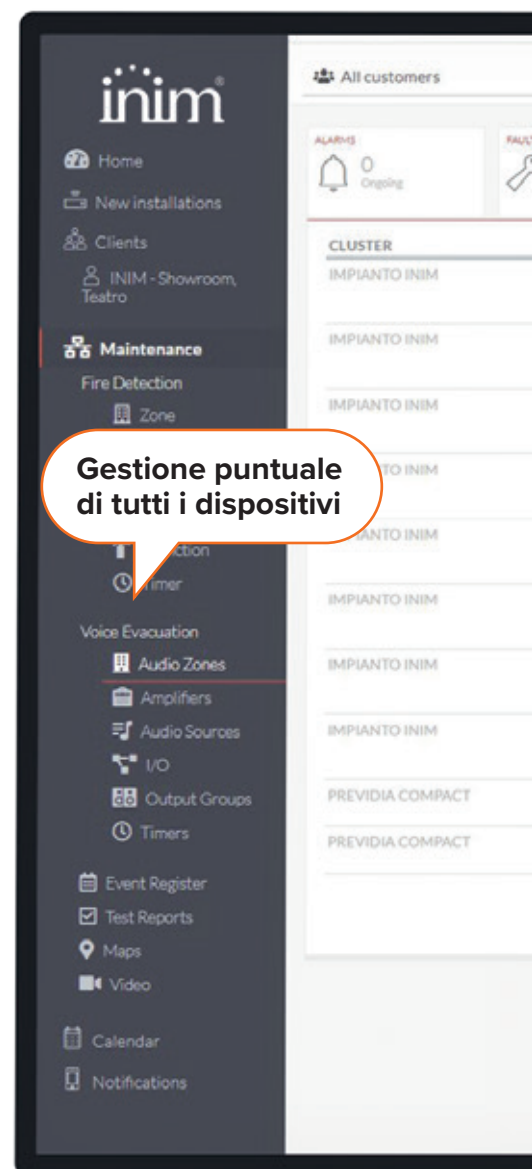 inim
Home
New installations
Clients
INIM - Showroom,
Teatro
Maintenance
Fire Detection
Zone
Gestione puntuale
di tutti i dispositivi
Timer
Voice Evacuation
Audio Zones
Amplifiers
Audio Sources
I/O
Output Groups
Timers
Event Register
Test Reports
Maps
Video
Calendar
Notifications
All customers
ALARMS
0
Ongoing
CLUSTER
IMPIANTO INIM
IMPIANTO INIM
IMPIANTO INIM
IMPIANTO INIM
IMPIANTO INIM
IMPIANTO INIM
IMPIANTO INIM
PREVIDIA COMPACT
PREVIDIA COMPACT